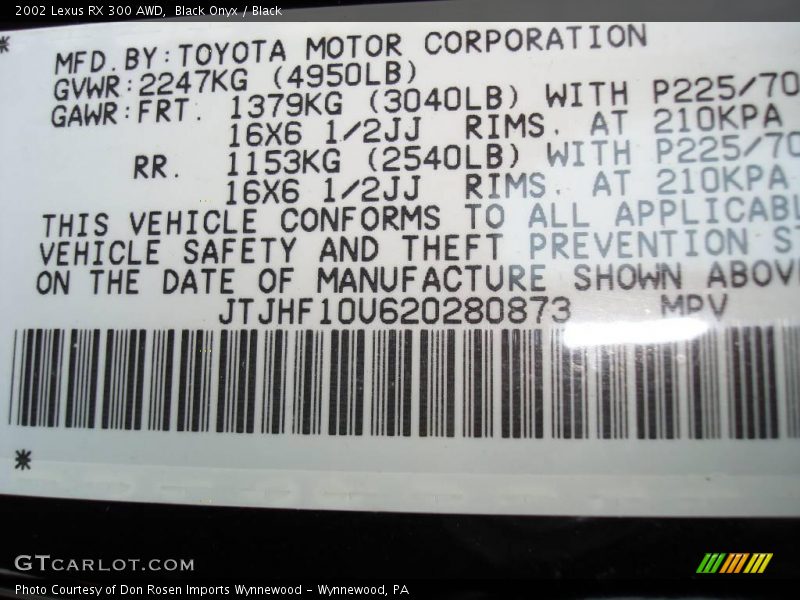 2002 Lexus RX 300 AWD, Black Onyx / Black
*
MFD. BY: TOYOTA MOTOR CORPORATION
GVWR: 2247KG (4950LB)
GAWR: FRT. 1379KG (3040LB) WITH P225/70
16X6 1/2JJ RIMS. AT 210KPA
RR. 1153KG (2540LB) WITH P225/70
16X6 1/2JJ RIMS. AT 210KPA
THIS VEHICLE CONFORMS TO ALL APPLICABL
VEHICLE SAFETY AND THEFT PREVENTION ST
ON THE DATE OF MANUFACTURE SHOWN ABOV
JTJHF10U620280873 MPV
*
GTCARLOT.COM
Photo Courtesy of Don Rosen Imports Wynnewood - Wynnewood, PA